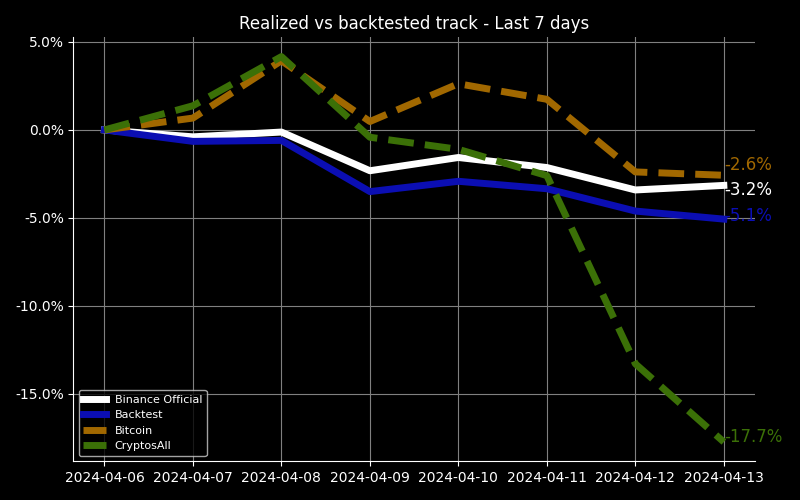 Realized vs backtested track - Last 7 days
5.0%
0.0%
-5.0%
-10.0%
-15.0%
-2.6%
-3.2%
-5.1%
-17.7%
Binance Official
Backtest
Bitcoin
CryptosAll
2024-04-06 2024-04-07 2024-04-08 2024-04-09 2024-04-10 2024-04-11 2024-04-12 2024-04-13